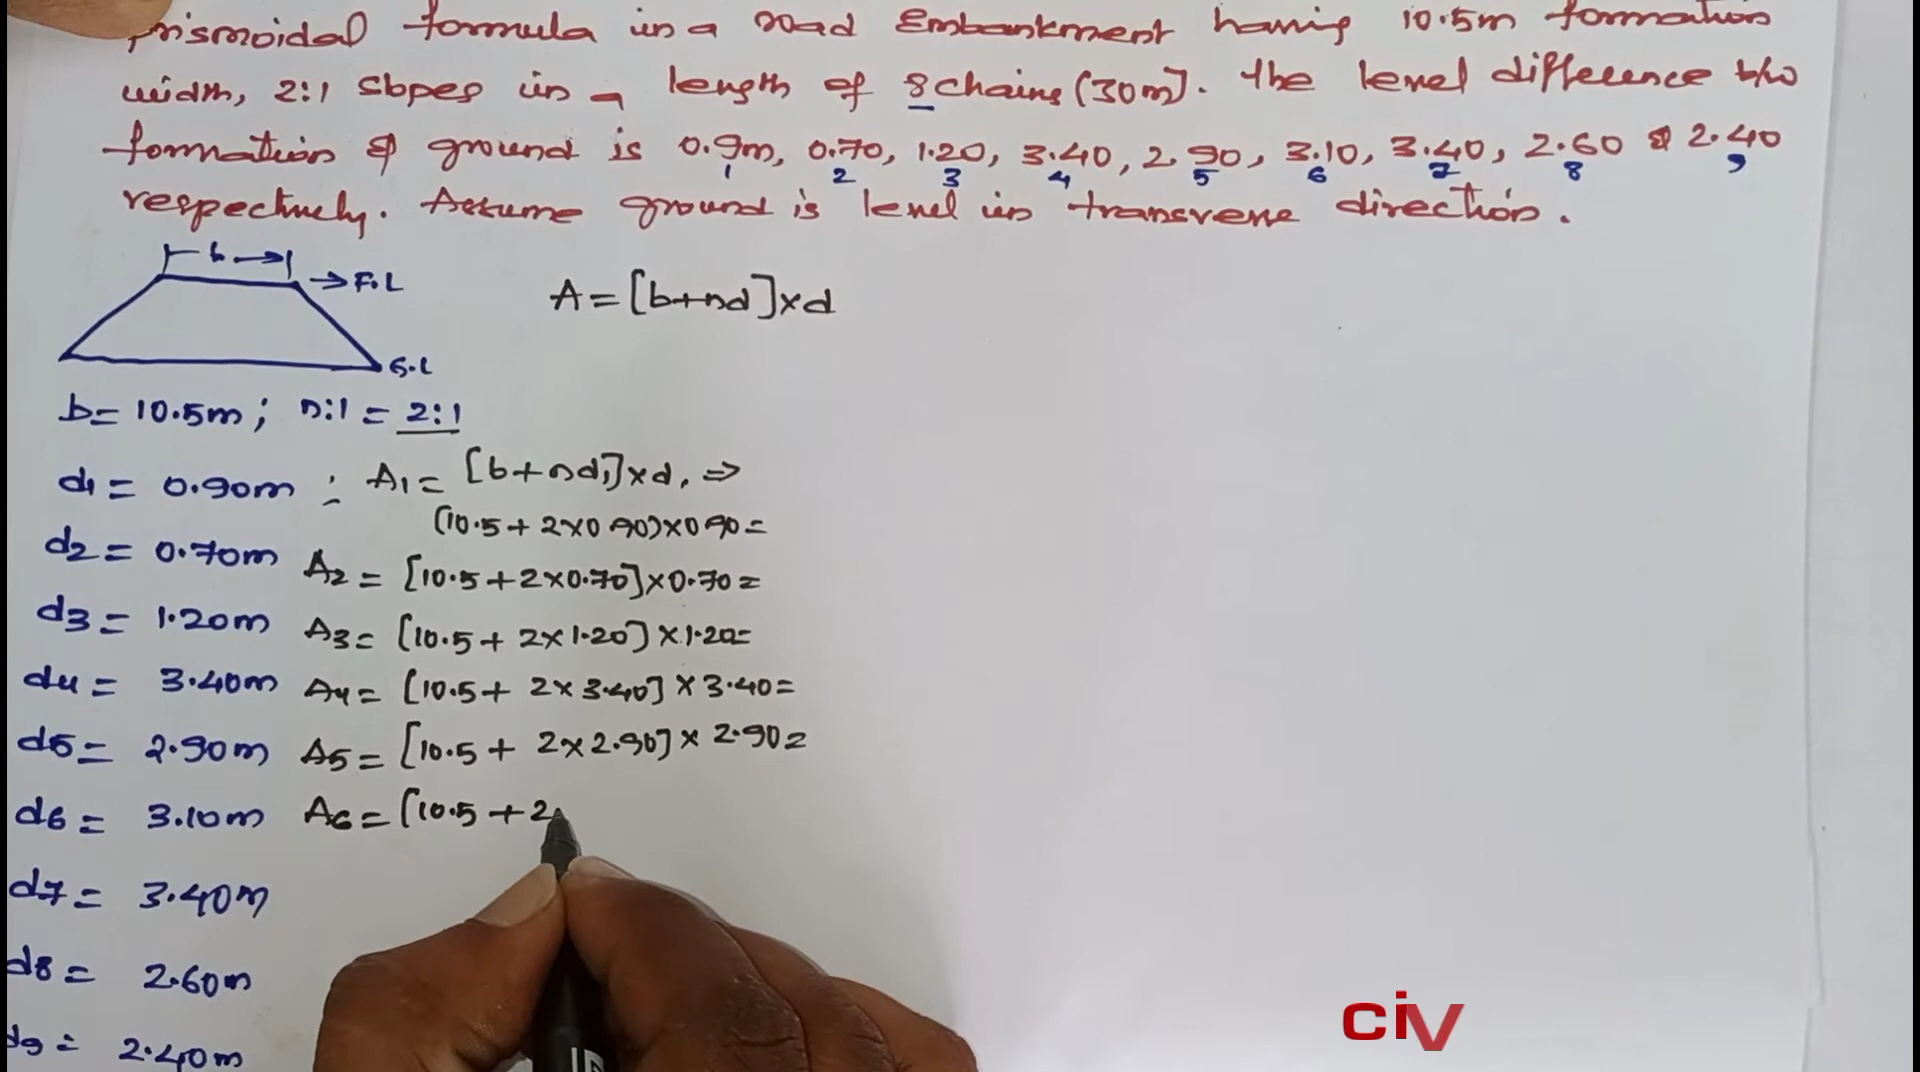 Prismoidal formula in a road Embankment having 10.5m formation
width, 2:1 Slopes in a length of 8 chains (30m). The level difference b/w
formation & ground is 0.9m, 0.70, 1.20, 3.40, 2.90, 3.10, 3.40, 2.60 & 2.40
1 2 3 4 5 6 7 8 9
respectively. Assume ground is level in transverse direction.
b
F.L
A = [b+nd]×d
G.L
b = 10.5m ; n:1 = 2:1
d1 = 0.90m : A1 = [b+nd1]×d1 ⇒
(10.5 + 2×0.90)×0.90 =
d2 = 0.70m A2 = [10.5+2×0.70]×0.70 =
d3 = 1.20m A3 = [10.5+ 2×1.20]×1.20=
d4 = 3.40m A4 = [10.5+ 2×3.40]×3.40=
d5 = 2.90m A5 = [10.5+ 2×2.90]×2.90=
d6 = 3.10m A6 = [10.5 +2
d7 = 3.40m
d8 = 2.60m
d9 = 2.40m
CiV